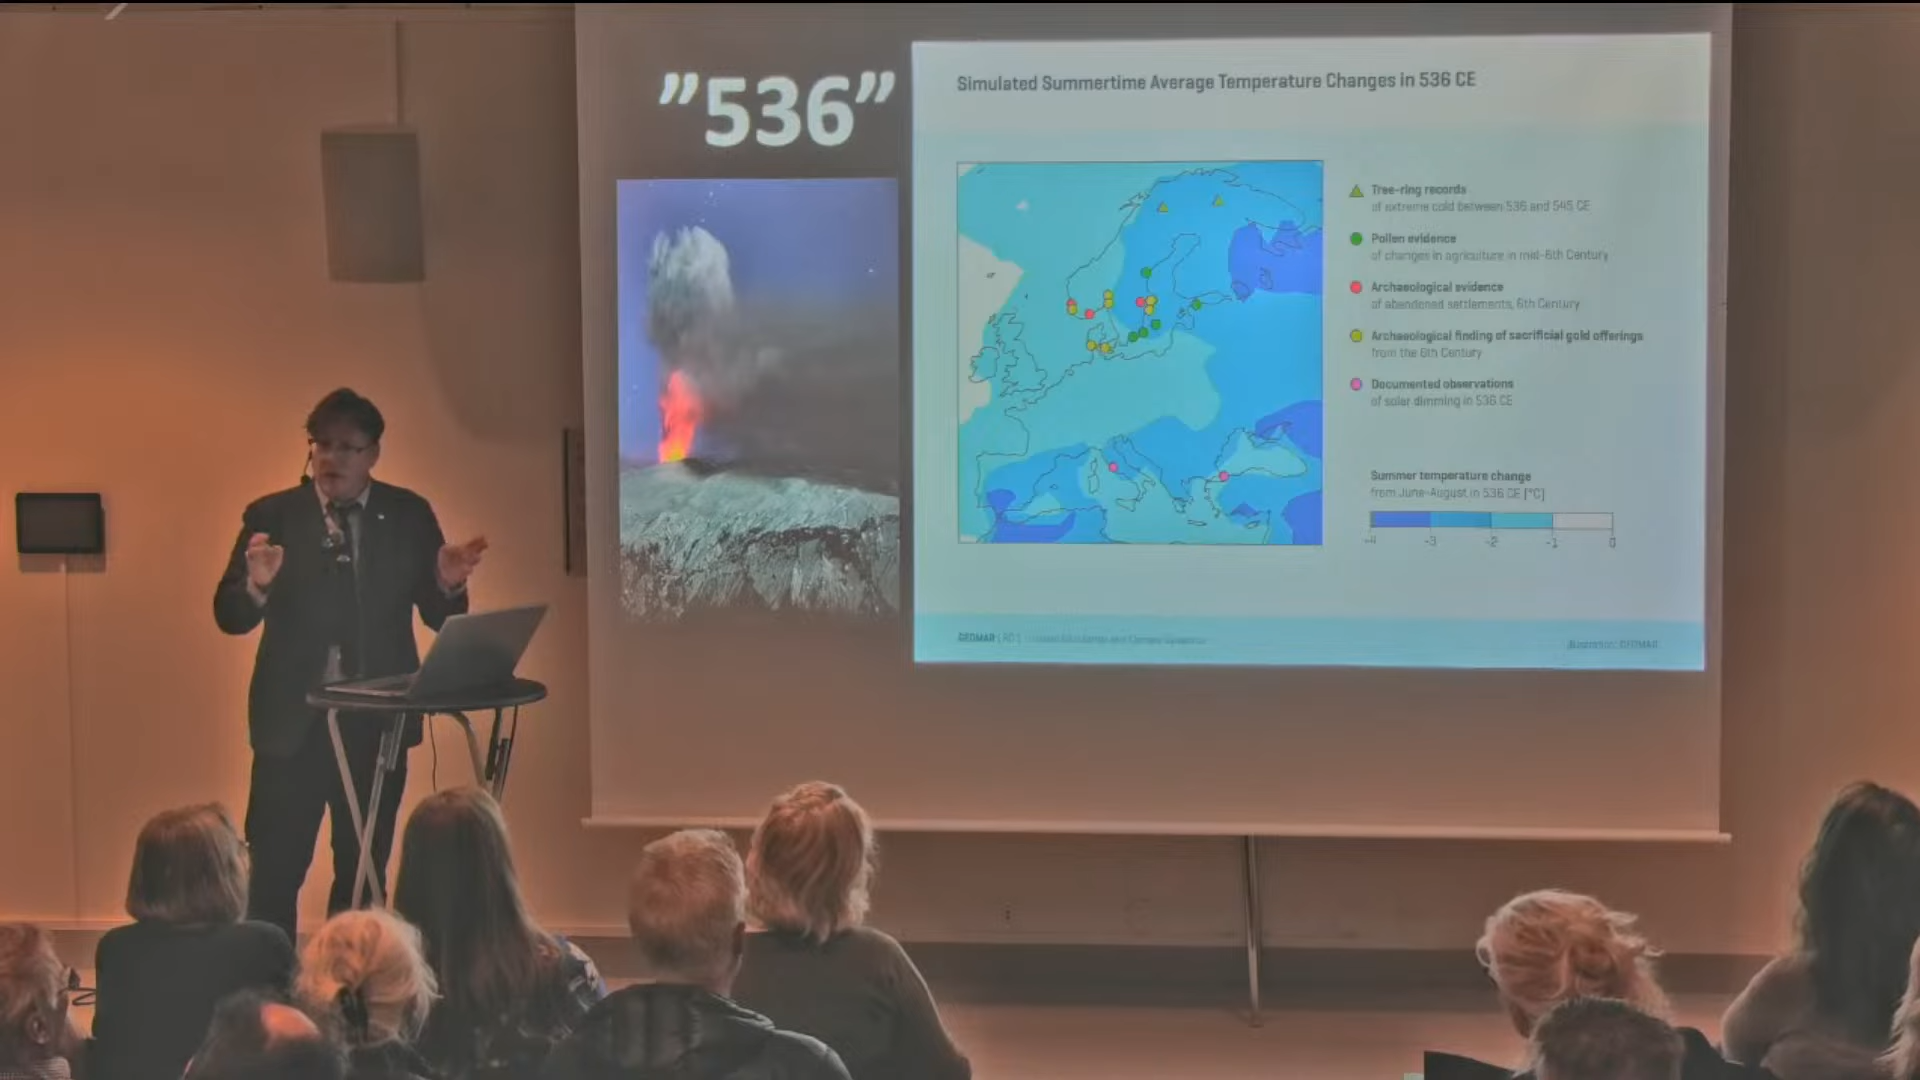 ”536”
Simulated Summertime Average Temperature Changes in 536 CE
Tree-ring records
of extreme cold between 536 and 545 CE
Pollen evidence
of changes in agriculture in mid-6th Century
Archaeological evidence
of abandoned settlements, 6th Century
Archaeological finding of sacrificial gold offerings
from the 6th Century
Documented observations
of solar dimming in 536 CE
Summer temperature change
from June-August in 536 CE [°C]
-4 -3 -2 -1 0
GEOMAR
Illustration: GEOMAR